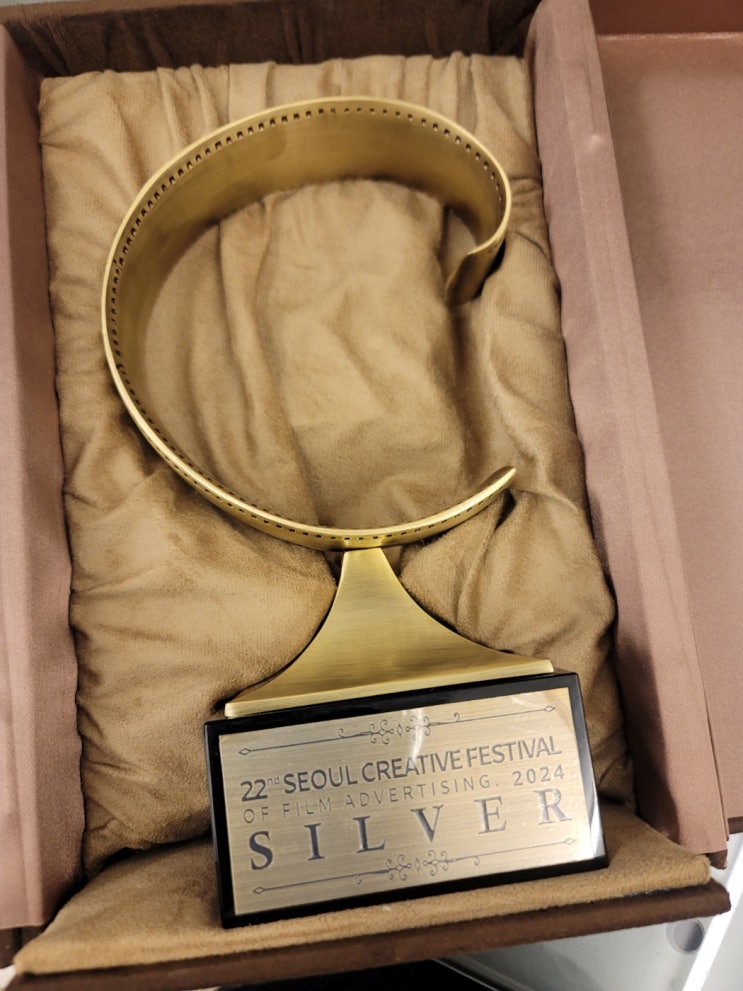 22nd SEOUL CREATIVE FESTIVAL
OF FILM ADVERTISING. 2024
SILVER